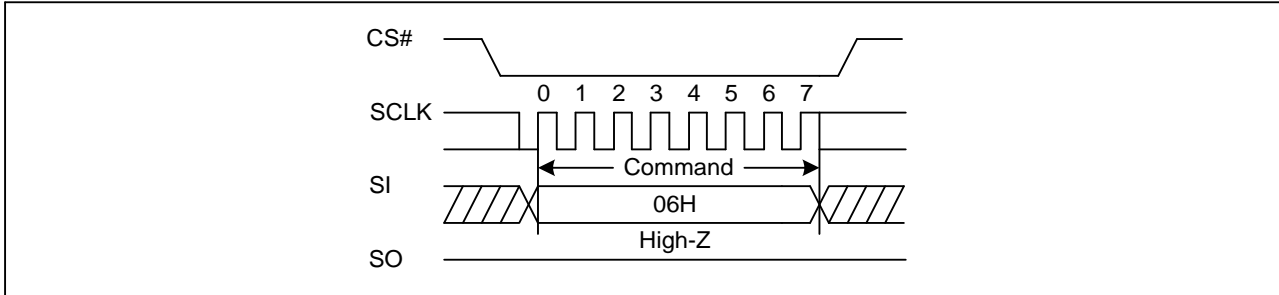 CS#
0 1 2 3 4 5 6 7
SCLK
Command
SI
06H
High-Z
SO